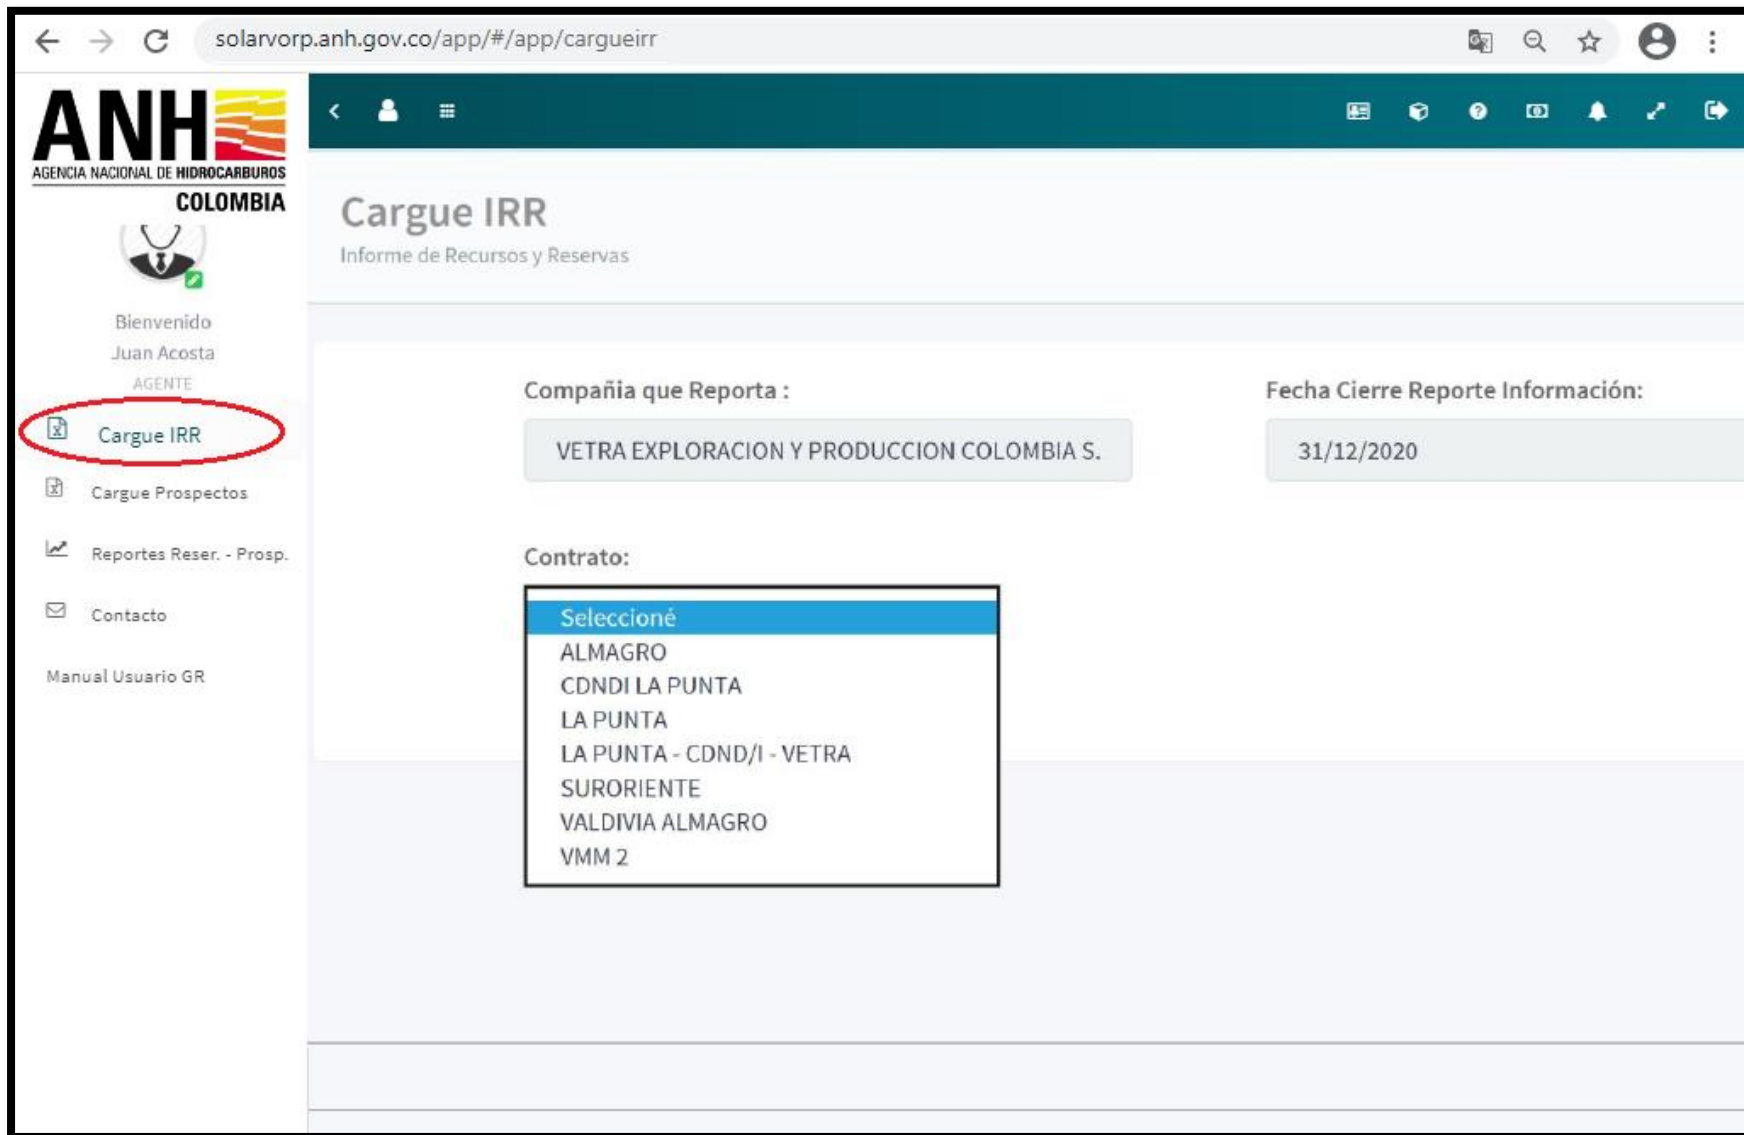 solarvorp.anh.gov.co/app/#/app/cargueirr
ANH
AGENCIA NACIONAL DE HIDROCARBUROS
COLOMBIA
Bienvenido
Juan Acosta
AGENTE
Cargue IRR
Cargue Prospectos
Reportes Reser. - Prosp.
Contacto
Manual Usuario GR
Cargue IRR
Informe de Recursos y Reservas
Compañia que Reporta :
VETRA EXPLORACION Y PRODUCCION COLOMBIA S.
Fecha Cierre Reporte Información:
31/12/2020
Contrato:
Seleccioné
ALMAGRO
CDNDI LA PUNTA
LA PUNTA
LA PUNTA - CDND/I - VETRA
SURORIENTE
VALDIVIA ALMAGRO
VMM 2